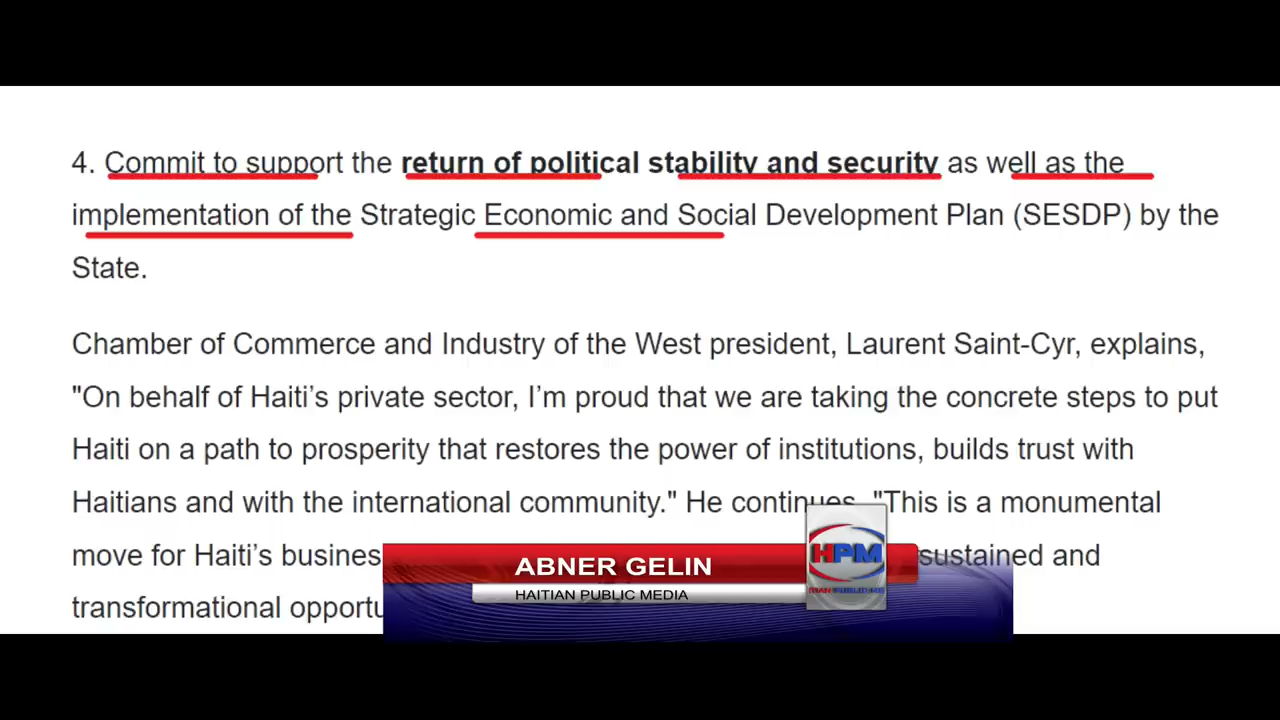 4. Commit to support the return of political stability and security as well as the
implementation of the Strategic Economic and Social Development Plan (SESDP) by the
State.
Chamber of Commerce and Industry of the West president, Laurent Saint-Cyr, explains,
"On behalf of Haiti’s private sector, I’m proud that we are taking the concrete steps to put
Haiti on a path to prosperity that restores the power of institutions, builds trust with
Haitians and with the international community." He continues, "This is a monumental
move for Haiti’s sustained and
transformational
ABNER GELIN
HAITIAN PUBLIC MEDIA
HPM